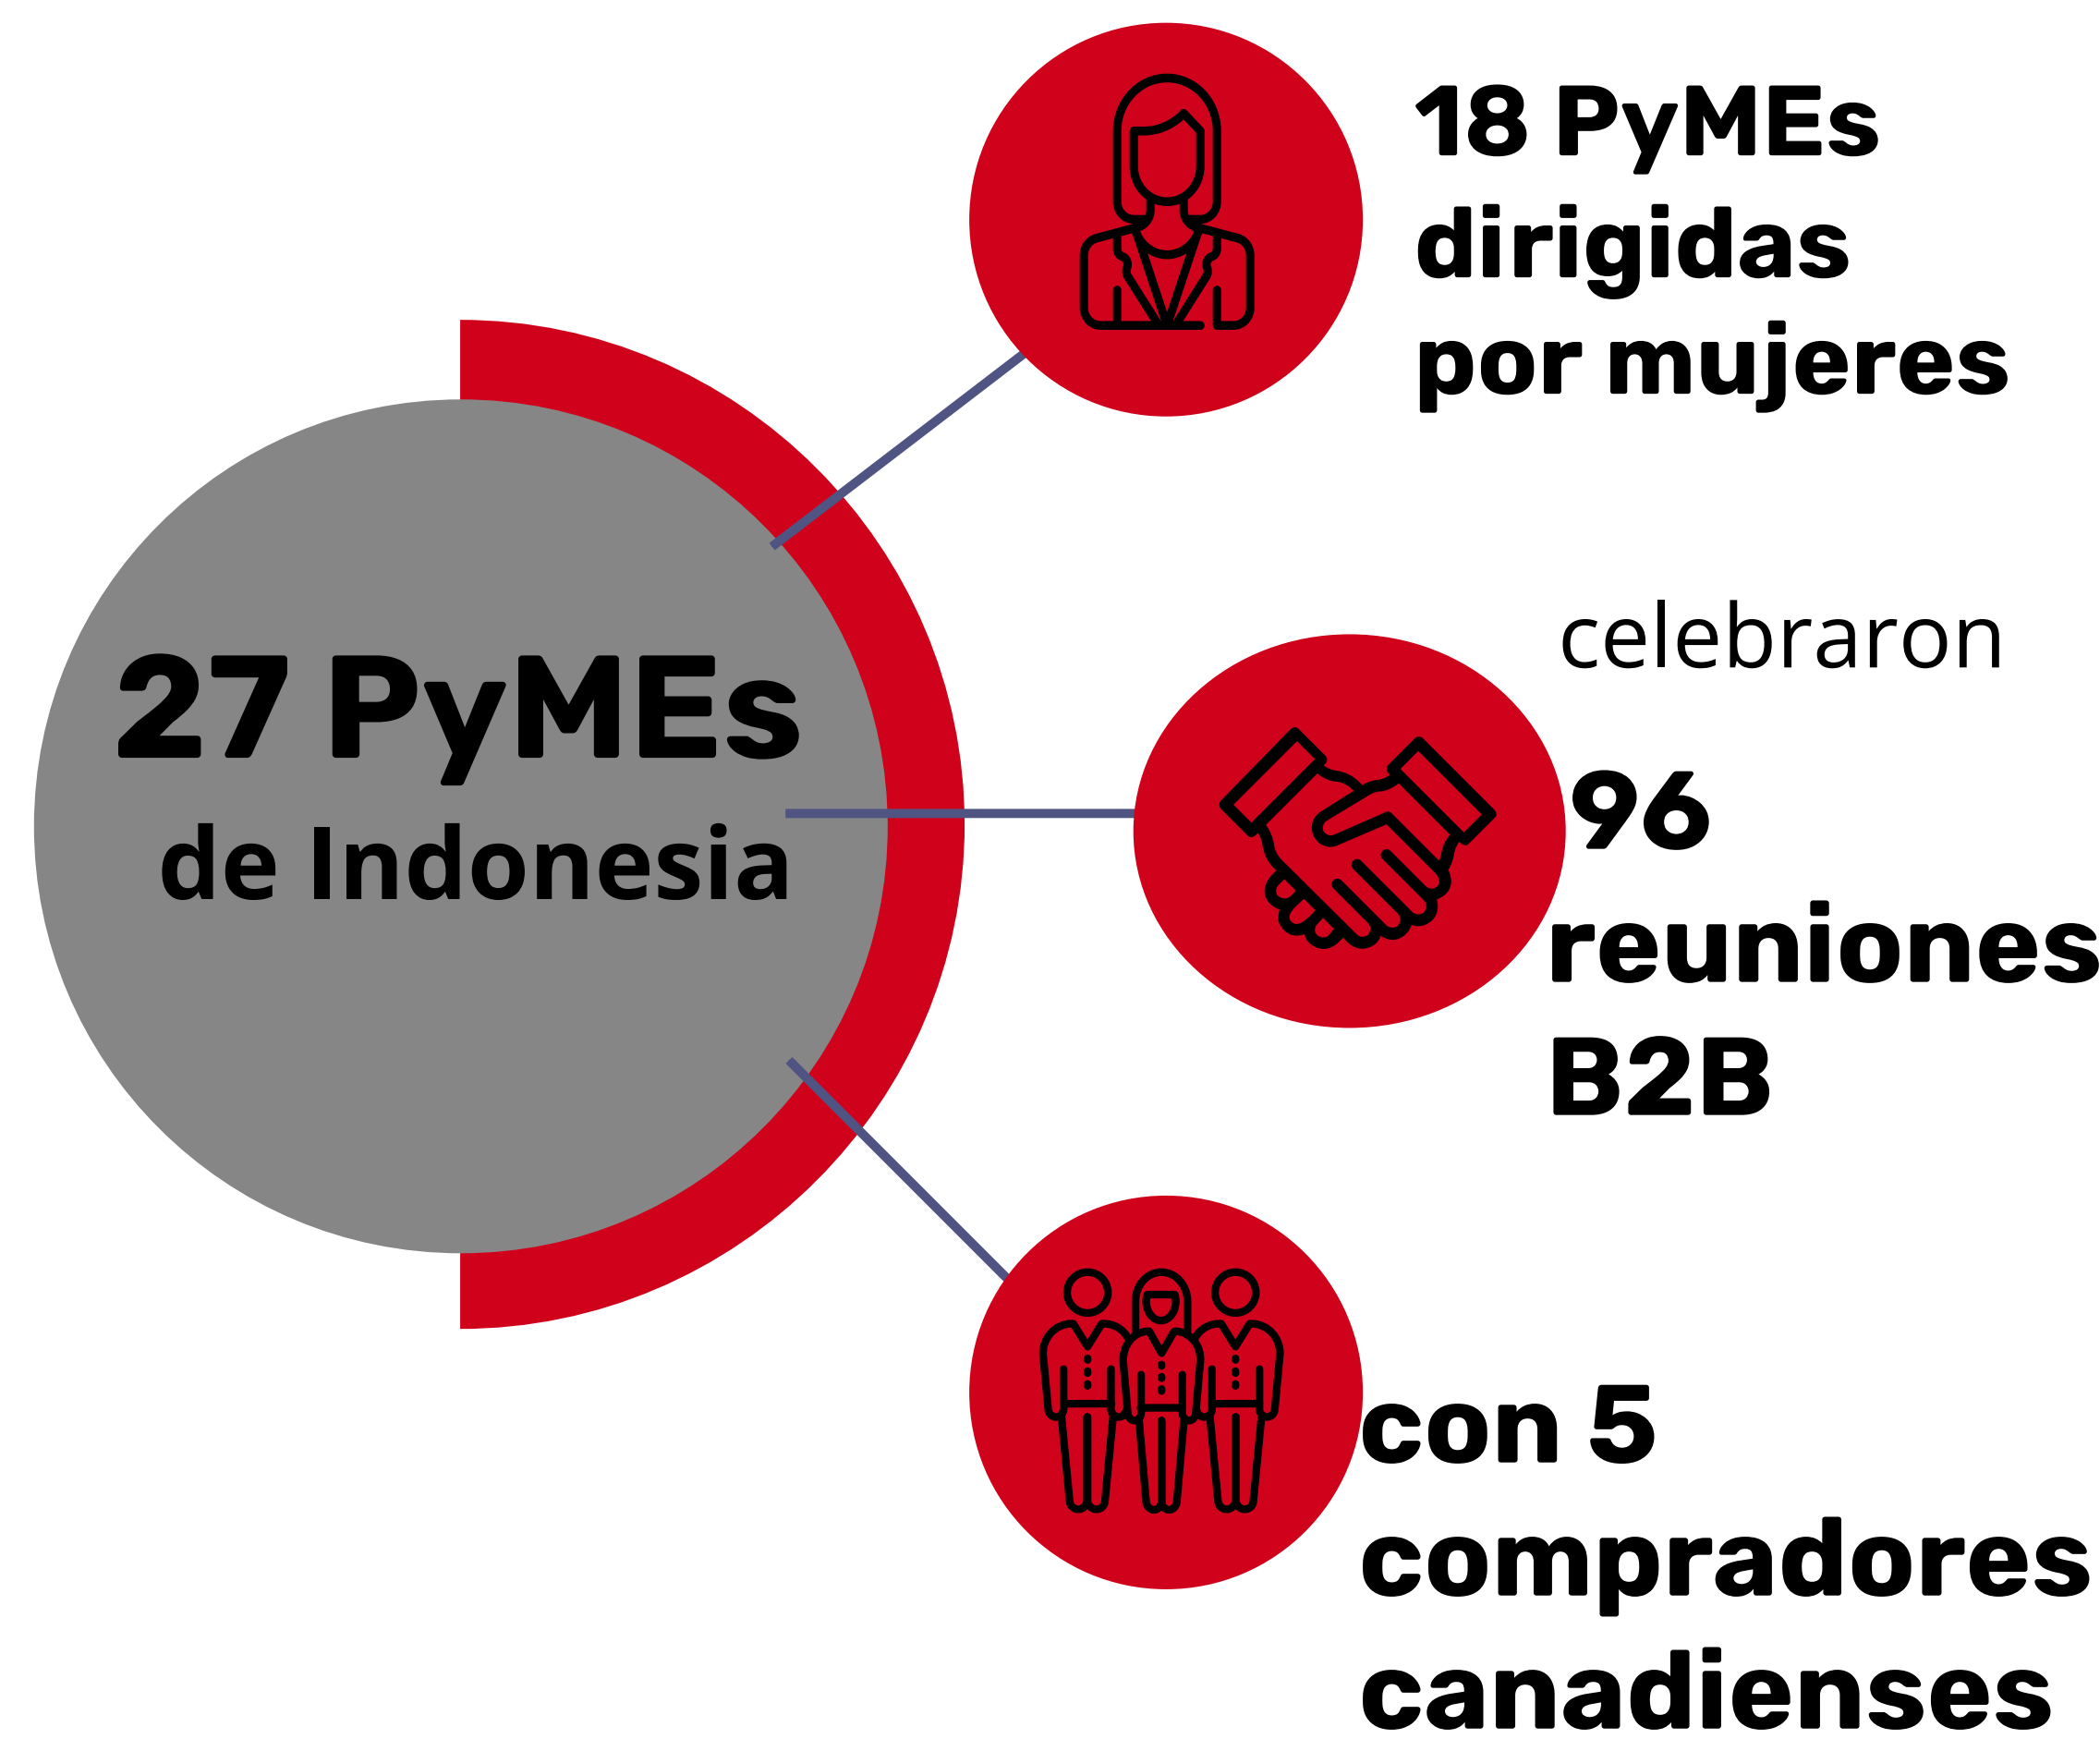 27 PyMEs
de Indonesia
18 PyMEs
dirigidas
por mujeres
celebraron
96
reuniones
B2B
con 5
compradores
canadienses